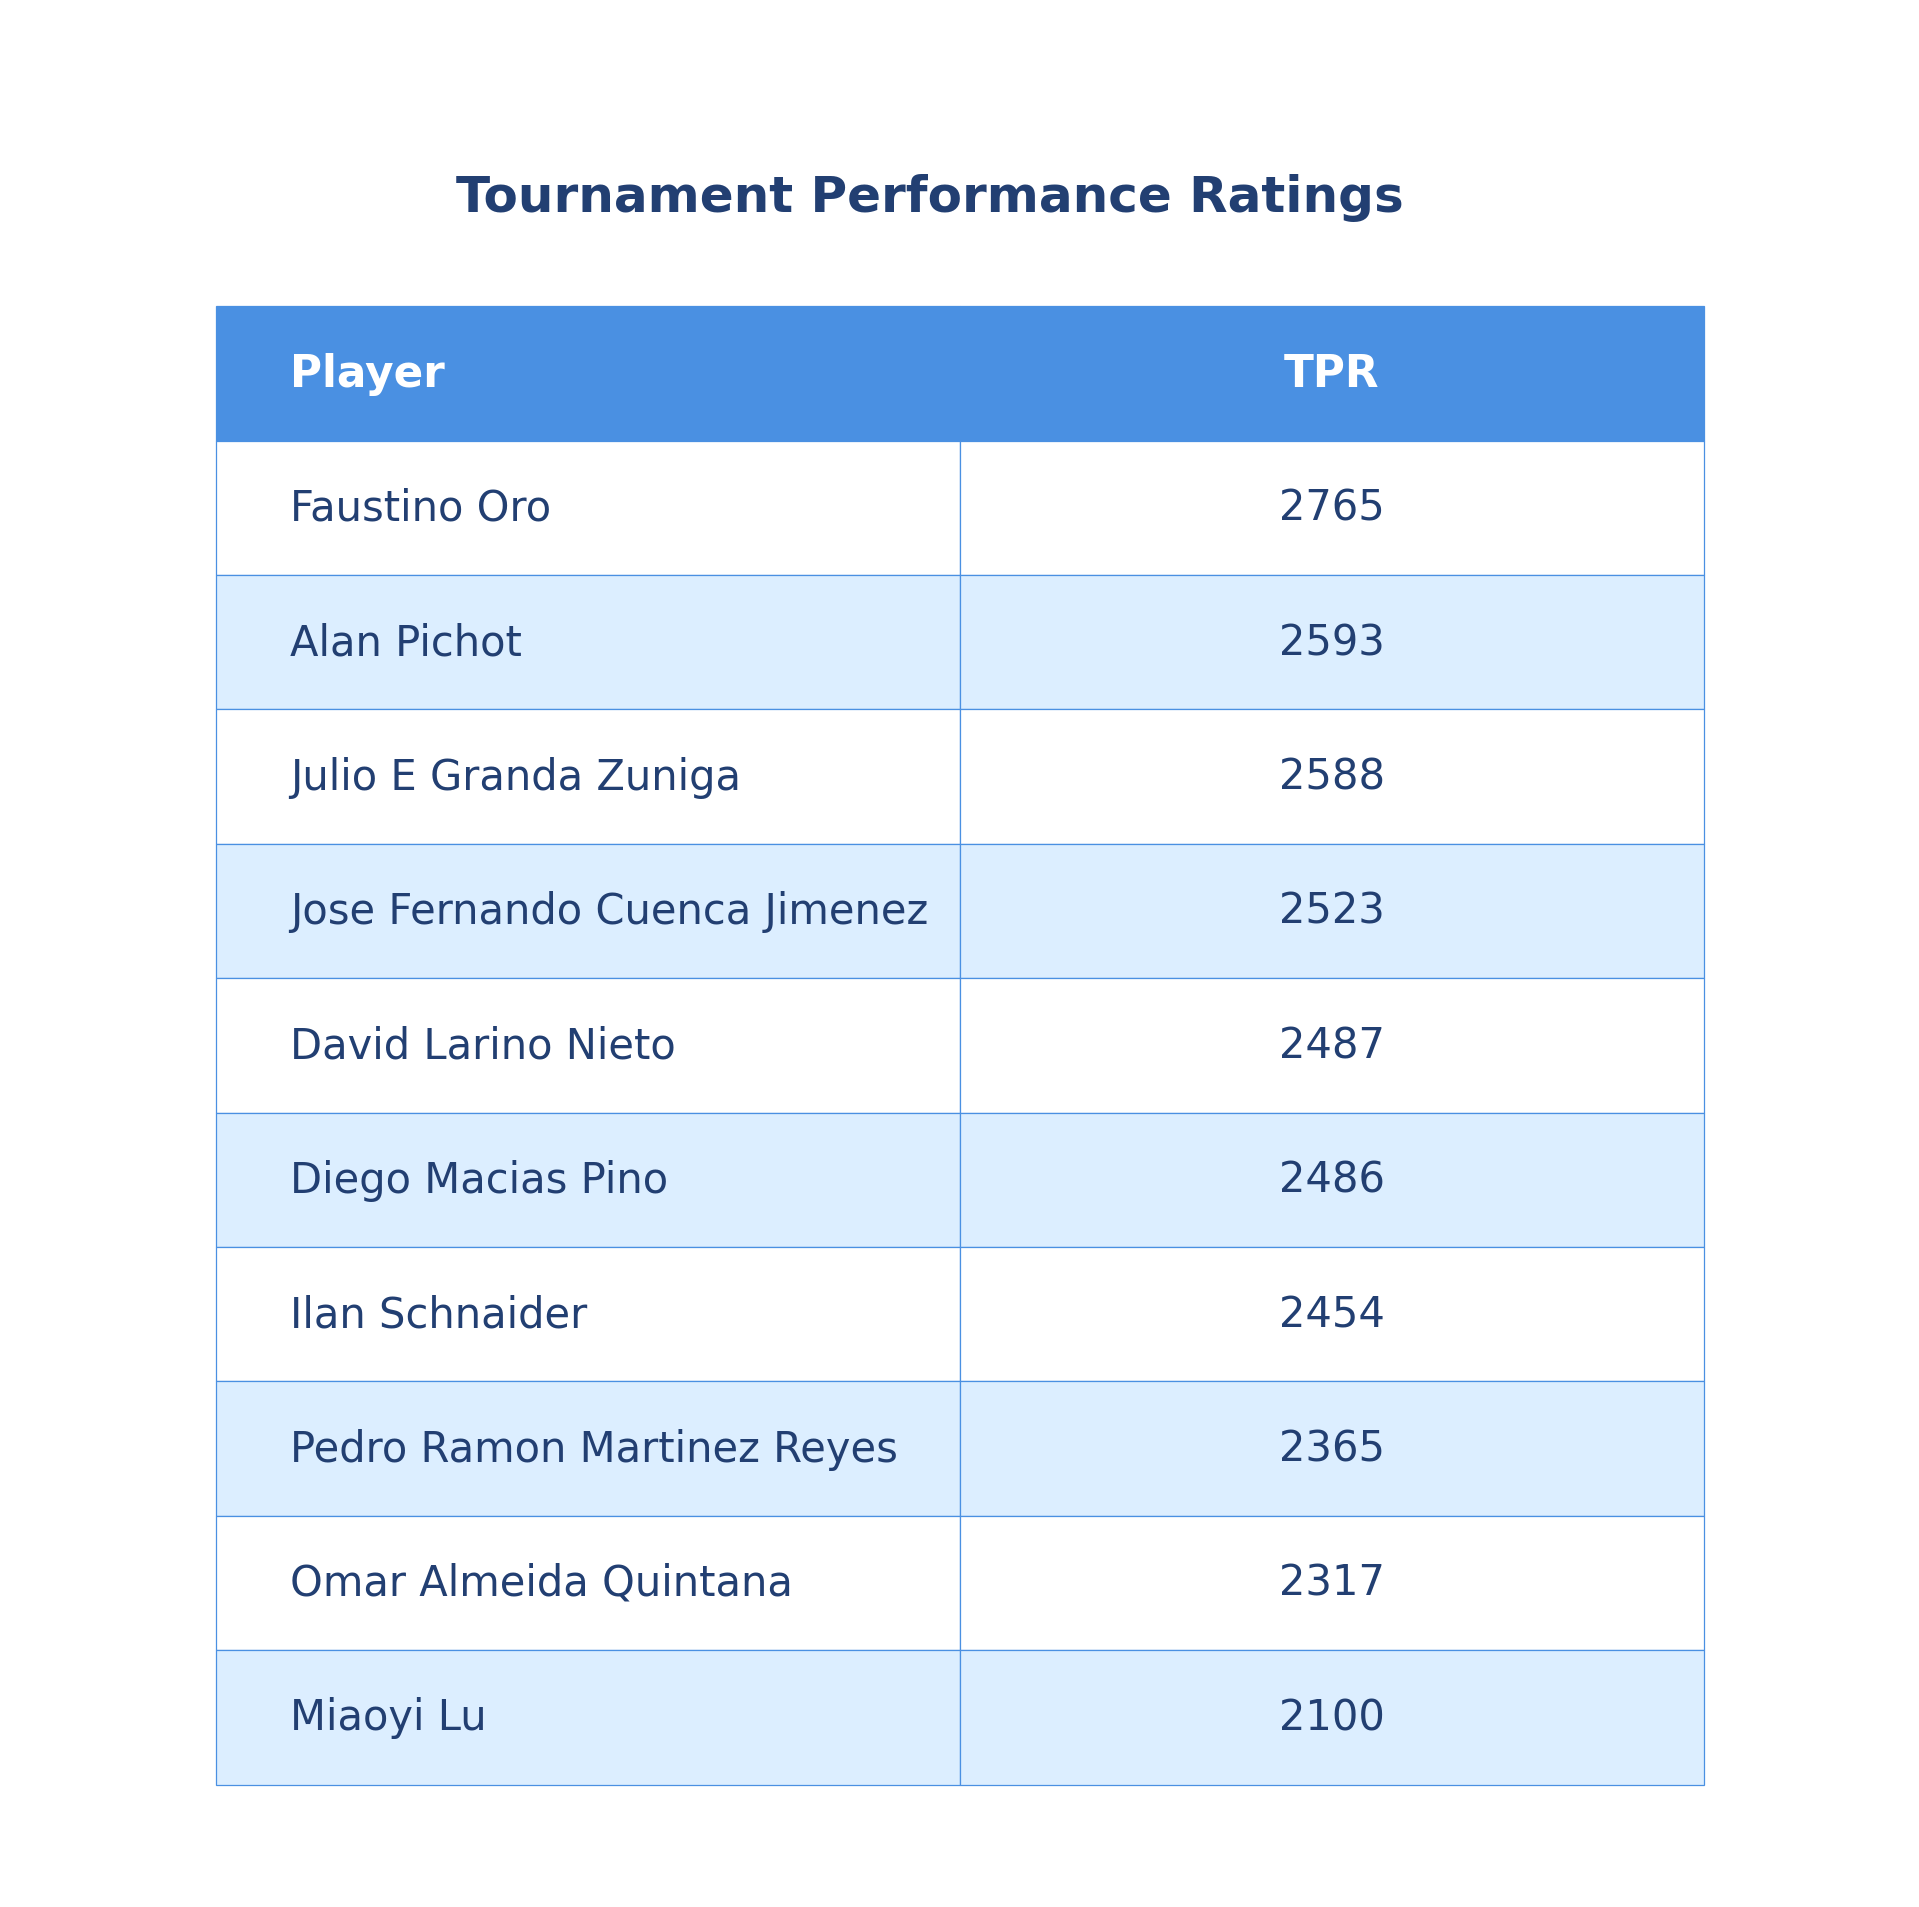 Tournament Performance Ratings
Player TPR
Faustino Oro 2765
Alan Pichot 2593
Julio E Granda Zuniga 2588
Jose Fernando Cuenca Jimenez 2523
David Larino Nieto 2487
Diego Macias Pino 2486
Ilan Schnaider 2454
Pedro Ramon Martinez Reyes 2365
Omar Almeida Quintana 2317
Miaoyi Lu 2100